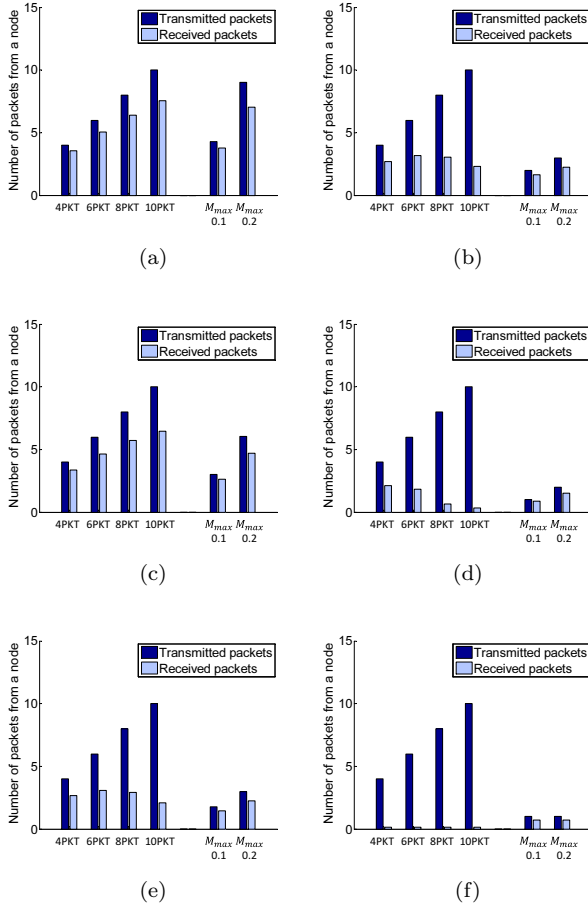 Number of packets from a node
15
10
5
0
Transmitted packets
Received packets
4PKT 6PKT 8PKT 10PKT M_max 0.1 M_max 0.2
(a)
Number of packets from a node
15
10
5
0
Transmitted packets
Received packets
4PKT 6PKT 8PKT 10PKT M_max 0.1 M_max 0.2
(b)
Number of packets from a node
15
10
5
0
Transmitted packets
Received packets
4PKT 6PKT 8PKT 10PKT M_max 0.1 M_max 0.2
(c)
Number of packets from a node
15
10
5
0
Transmitted packets
Received packets
4PKT 6PKT 8PKT 10PKT M_max 0.1 M_max 0.2
(d)
Number of packets from a node
15
10
5
0
Transmitted packets
Received packets
4PKT 6PKT 8PKT 10PKT M_max 0.1 M_max 0.2
(e)
Number of packets from a node
15
10
5
0
Transmitted packets
Received packets
4PKT 6PKT 8PKT 10PKT M_max 0.1 M_max 0.2
(f)